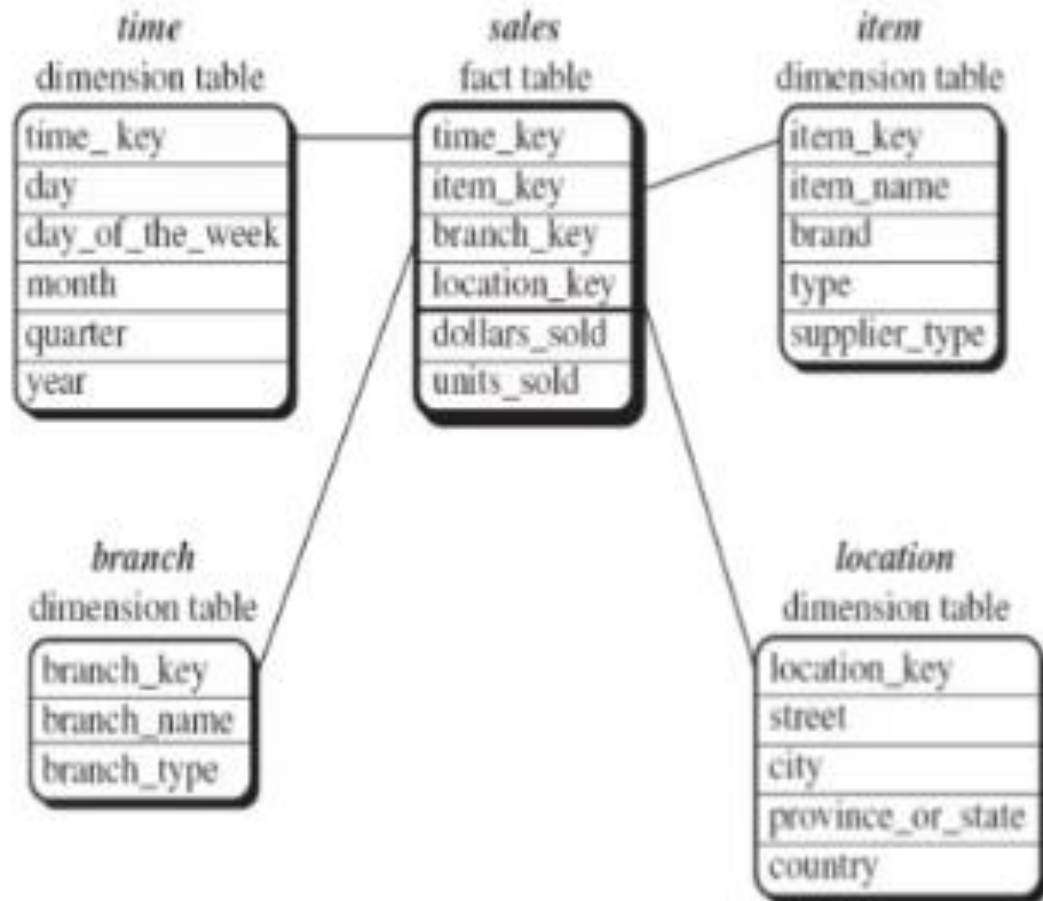 time
dimension table
time_ key
day
day_of_the_week
month
quarter
year
sales
fact table
time_key
item_key
branch_key
location_key
dollars_sold
units_sold
item
dimension table
item_key
item_name
brand
type
supplier_type
branch
dimension table
branch_key
branch_name
branch_type
location
dimension table
location_key
street
city
province_or_state
country